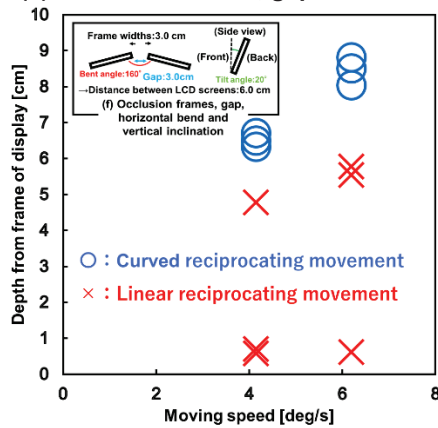 10
9
8
7
6
5
4
3
2
1
0
Depth from frame of display [cm]
Frame widths:3.0 cm
(Side view)
(Front)
(Back)
Bent angle:160°
Gap:3.0cm
Tilt angle:20°
→Distance between LCD screens:6.0 cm
(f) Occlusion frames, gap,
horizontal bend and
vertical inclination
○ : Curved reciprocating movement
× : Linear reciprocating movement
0 2 4 6 8
Moving speed [deg/s]